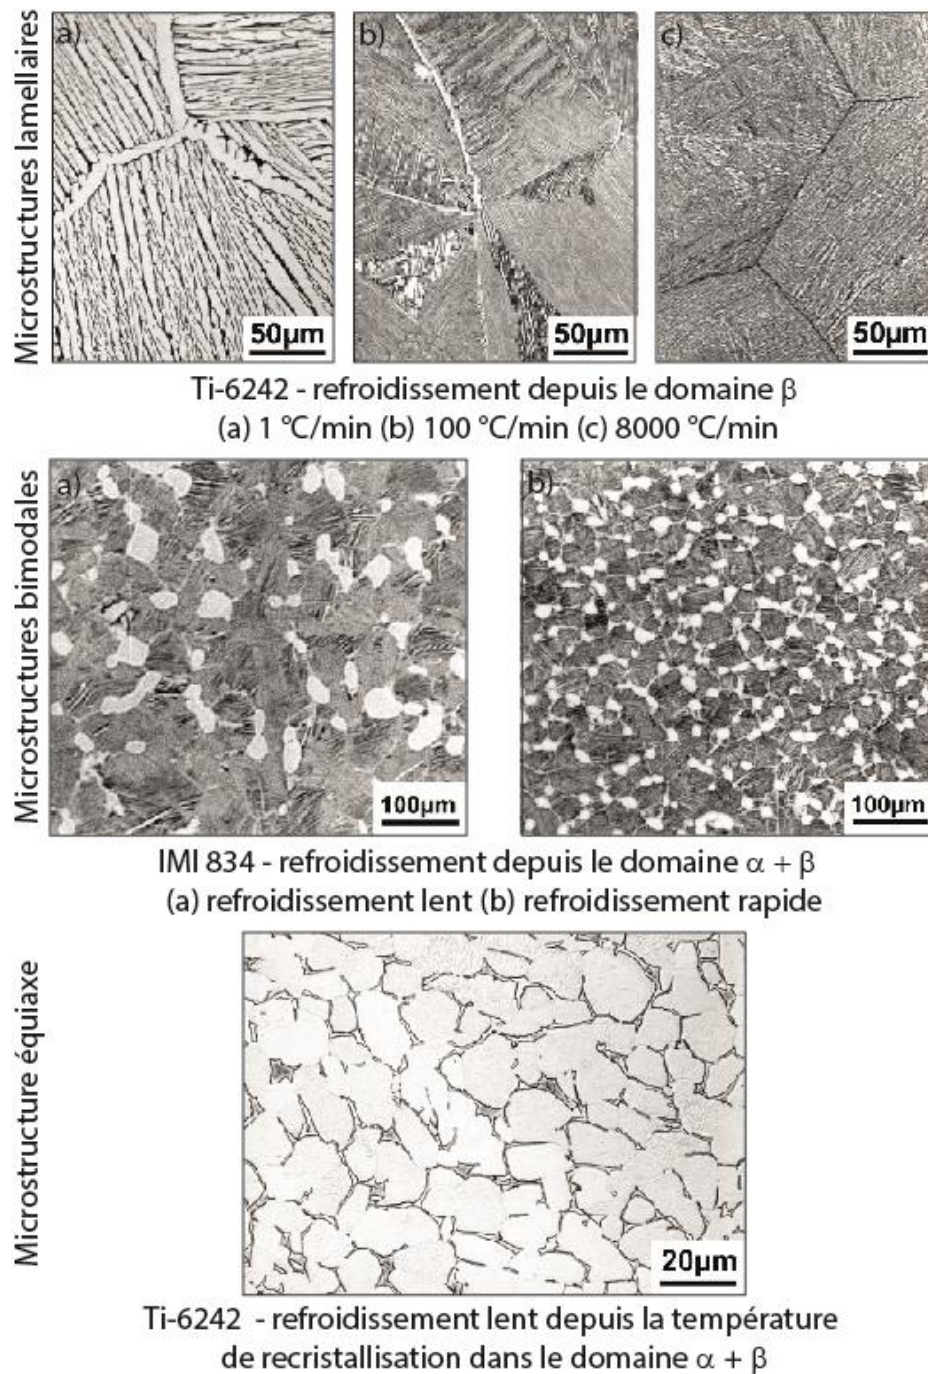 Microstructures lamellaires
a)
b)
c)
50µm
50µm
50µm
Ti-6242 - refroidissement depuis le domaine β
(a) 1 °C/min (b) 100 °C/min (c) 8000 °C/min
Microstructures bimodales
a)
b)
100µm
100µm
IMI 834 - refroidissement depuis le domaine α + β
(a) refroidissement lent (b) refroidissement rapide
Microstructure équiaxe
20µm
Ti-6242 - refroidissement lent depuis la température
de recristallisation dans le domaine α + β